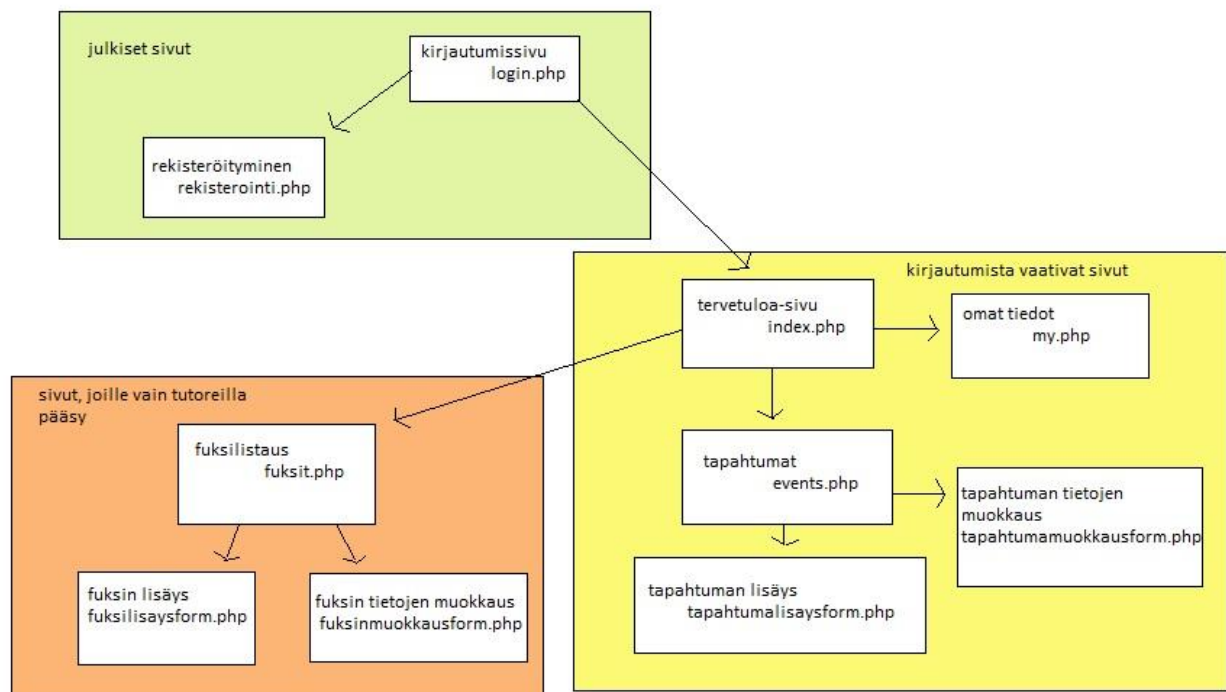 julkiset sivut
kirjautumissivu
login.php
rekisteröityminen
rekisterointi.php
kirjautumista vaativat sivut
tervetuloa-sivu
index.php
omat tiedot
my.php
sivut, joille vain tutoreilla
pääsy
fuksilistaus
fuksit.php
tapahtumat
events.php
tapahtuman tietojen
muokkaus
tapahtumamuokkausform.php
fuksin lisäys
fuksilisaysform.php
fuksin tietojen muokkaus
fuksinmuokkausform.php
tapahtuman lisäys
tapahtumalisaysform.php